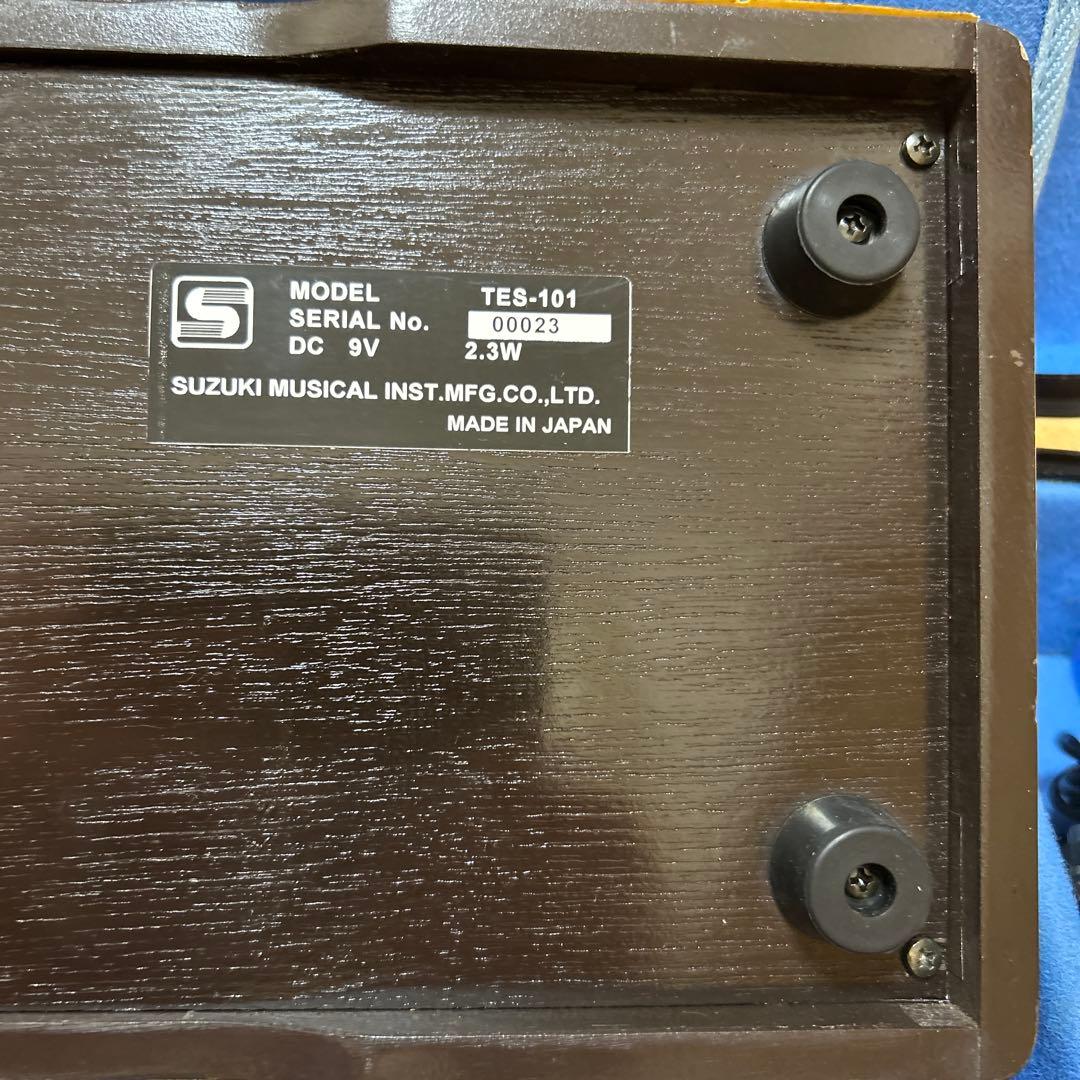 MODEL TES-101
SERIAL No. 00023
DC 9V 2.3W
SUZUKI MUSICAL INST.MFG.CO.,LTD.
MADE IN JAPAN